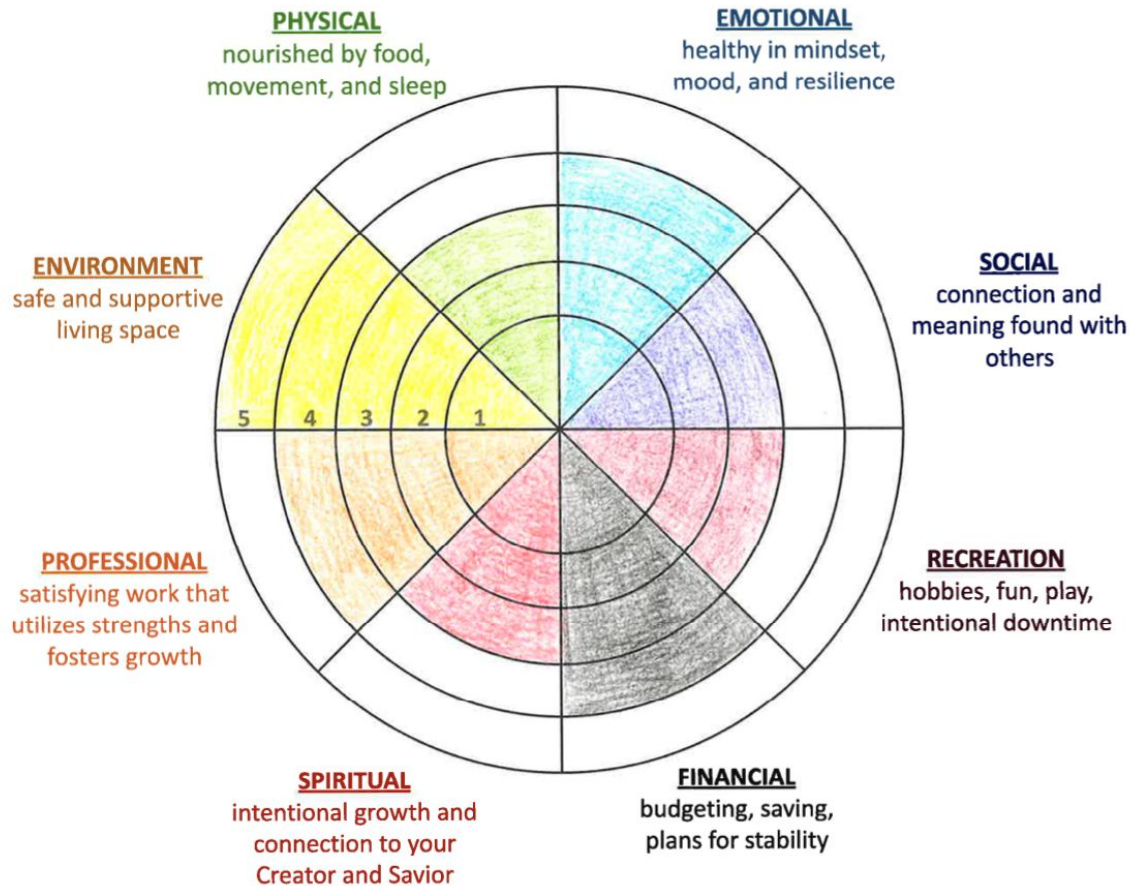 PHYSICAL
nourished by food,
movement, and sleep
EMOTIONAL
healthy in mindset,
mood, and resilience
ENVIRONMENT
safe and supportive
living space
SOCIAL
connection and
meaning found with
others
5 4 3 2 1
PROFESSIONAL
satisfying work that
utilizes strengths and
fosters growth
RECREATION
hobbies, fun, play,
intentional downtime
SPIRITUAL
intentional growth and
connection to your
Creator and Savior
FINANCIAL
budgeting, saving,
plans for stability